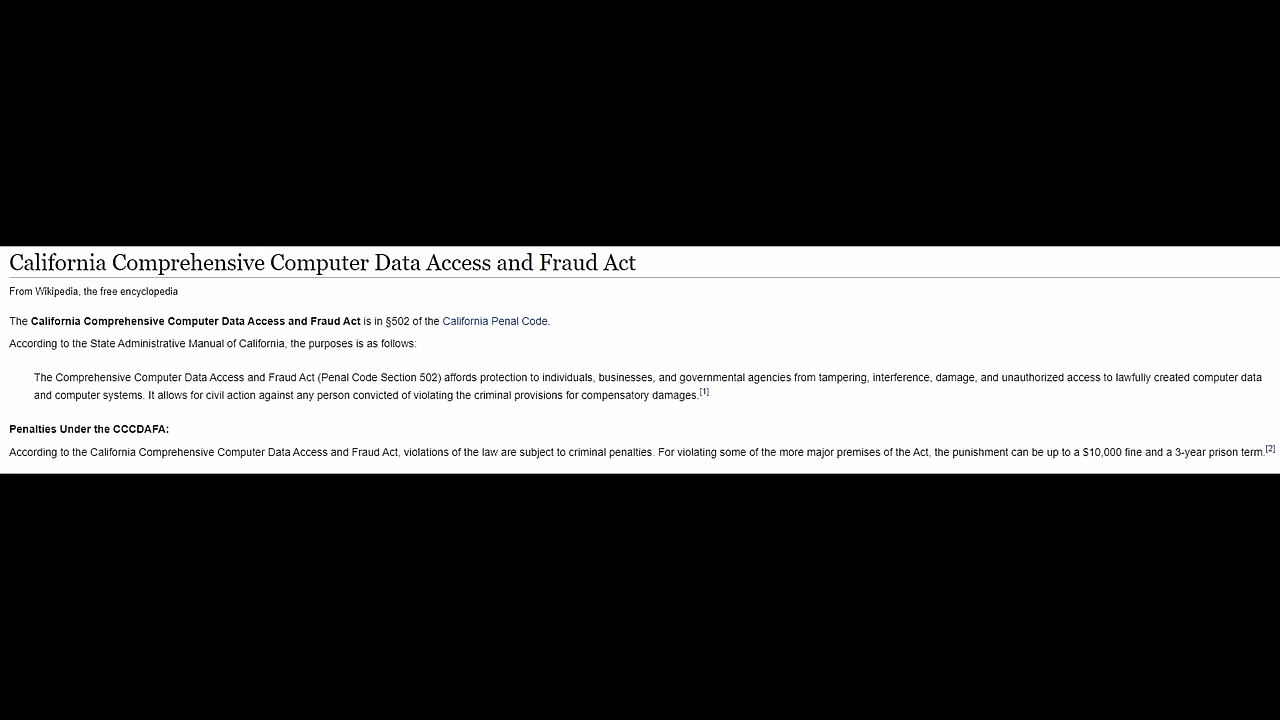 California Comprehensive Computer Data Access and Fraud Act
From Wikipedia, the free encyclopedia
The California Comprehensive Computer Data Access and Fraud Act is in §502 of the California Penal Code.
According to the State Administrative Manual of California, the purposes is as follows:
The Comprehensive Computer Data Access and Fraud Act (Penal Code Section 502) affords protection to individuals, businesses, and governmental agencies from tampering, interference, damage, and unauthorized access to lawfully created computer data
and computer systems. It allows for civil action against any person convicted of violating the criminal provisions for compensatory damages.[1]
Penalties Under the CCCDAFA:
According to the California Comprehensive Computer Data Access and Fraud Act, violations of the law are subject to criminal penalties. For violating some of the more major premises of the Act, the punishment can be up to a $10,000 fine and a 3-year prison term.[2]